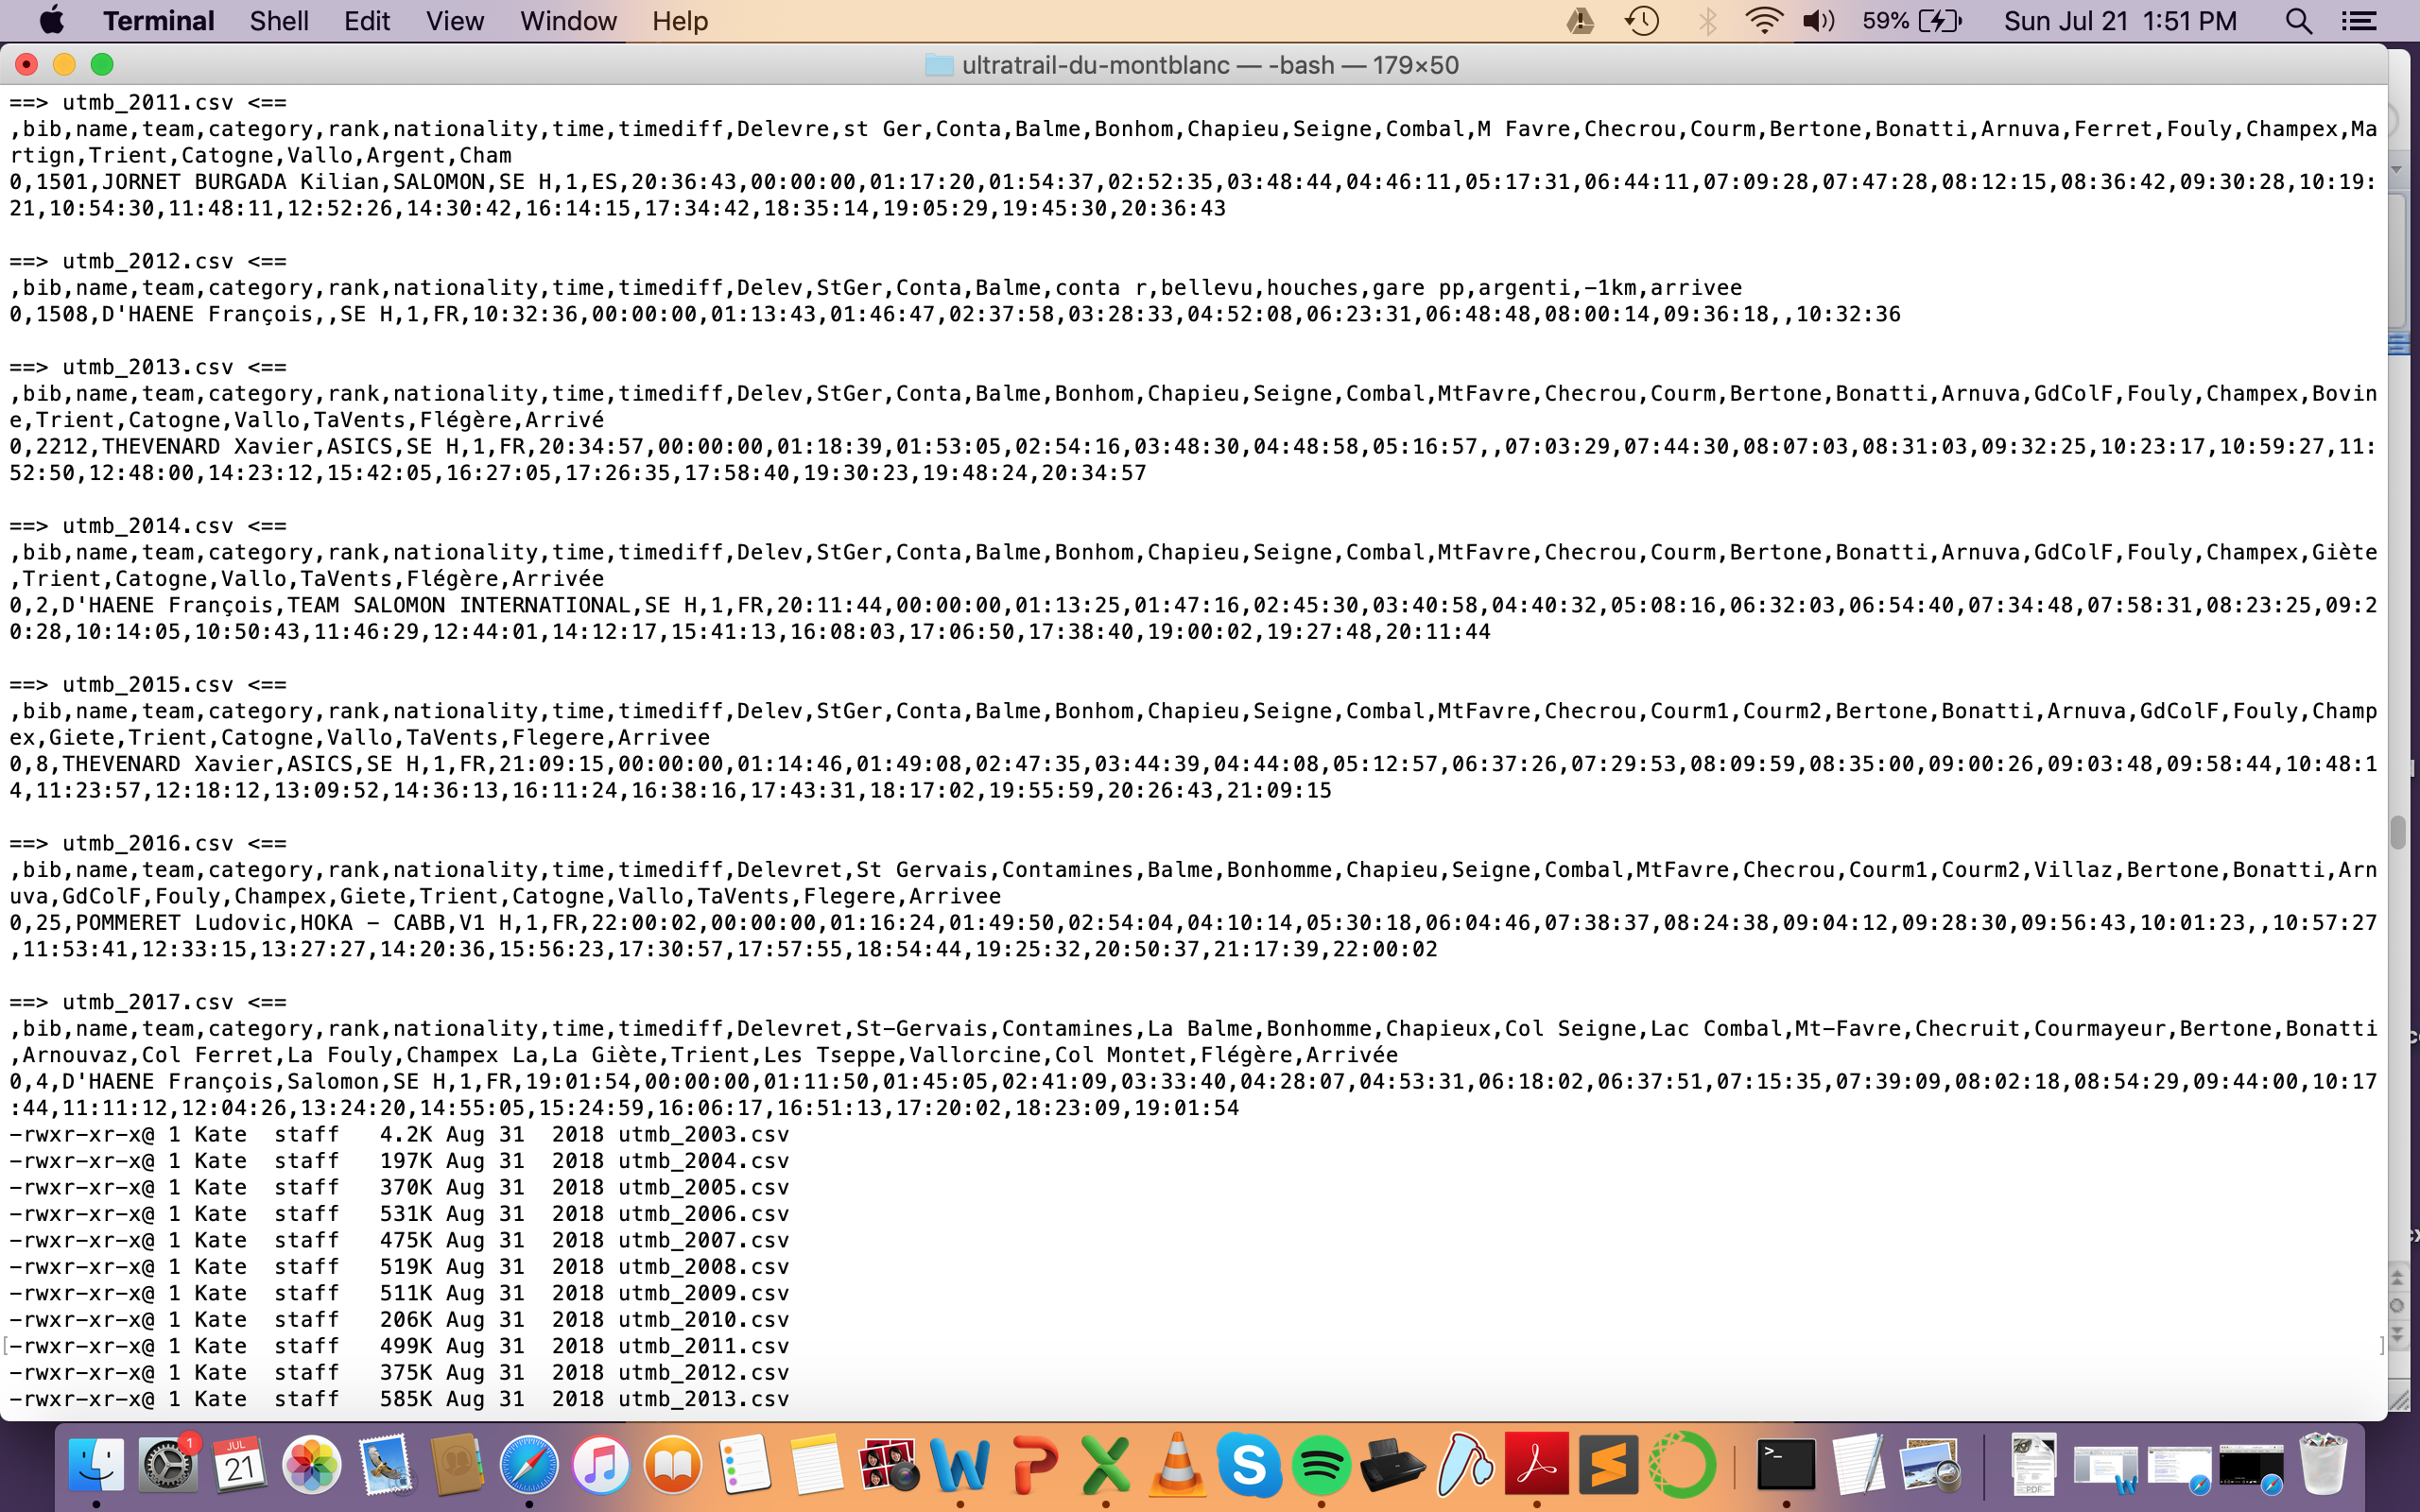 Terminal Shell Edit View Window Help 59% Sun Jul 21 1:51 PM
ultratrail-du-montblanc — -bash — 179×50
==> utmb_2011.csv <==
,bib,name,team,category,rank,nationality,time,timediff,Delevre,st Ger,Conta,Balme,Bonhom,Chapieu,Seigne,Combal,M Favre,Checrou,Courm,Bertone,Bonatti,Arnuva,Ferret,Fouly,Champex,Ma
rtign,Trient,Catogne,Vallo,Argent,Cham
0,1501,JORNET BURGADA Kilian,SALOMON,SE H,1,ES,20:36:43,00:00:00,01:17:20,01:54:37,02:52:35,03:48:44,04:46:11,05:17:31,06:44:11,07:09:28,07:47:28,08:12:15,08:36:42,09:30:28,10:19:
21,10:54:30,11:48:11,12:52:26,14:30:42,16:14:15,17:34:42,18:35:14,19:05:29,19:45:30,20:36:43
==> utmb_2012.csv <==
,bib,name,team,category,rank,nationality,time,timediff,Delev,StGer,Conta,Balme,conta r,bellevu,houches,gare pp,argenti,-1km,arrivee
0,1508,D'HAENE François,,SE H,1,FR,10:32:36,00:00:00,01:13:43,01:46:47,02:37:58,03:28:33,04:52:08,06:23:31,06:48:48,08:00:14,09:36:18,,10:32:36
==> utmb_2013.csv <==
,bib,name,team,category,rank,nationality,time,timediff,Delev,StGer,Conta,Balme,Bonhom,Chapieu,Seigne,Combal,MtFavre,Checrou,Courm,Bertone,Bonatti,Arnuva,GdColF,Fouly,Champex,Bovin
e,Trient,Catogne,Vallo,TaVents,Flégère,Arrivé
0,2212,THEVENARD Xavier,ASICS,SE H,1,FR,20:34:57,00:00:00,01:18:39,01:53:05,02:54:16,03:48:30,04:48:58,05:16:57,,07:03:29,07:44:30,08:07:03,08:31:03,09:32:25,10:23:17,10:59:27,11:
52:50,12:48:00,14:23:12,15:42:05,16:27:05,17:26:35,17:58:40,19:30:23,19:48:24,20:34:57
==> utmb_2014.csv <==
,bib,name,team,category,rank,nationality,time,timediff,Delev,StGer,Conta,Balme,Bonhom,Chapieu,Seigne,Combal,MtFavre,Checrou,Courm,Bertone,Bonatti,Arnuva,GdColF,Fouly,Champex,Giète
,Trient,Catogne,Vallo,TaVents,Flégère,Arrivée
0,2,D'HAENE François,TEAM SALOMON INTERNATIONAL,SE H,1,FR,20:11:44,00:00:00,01:13:25,01:47:16,02:45:30,03:40:58,04:40:32,05:08:16,06:32:03,06:54:40,07:34:48,07:58:31,08:23:25,09:2
0:28,10:14:05,10:50:43,11:46:29,12:44:01,14:12:17,15:41:13,16:08:03,17:06:50,17:38:40,19:00:02,19:27:48,20:11:44
==> utmb_2015.csv <==
,bib,name,team,category,rank,nationality,time,timediff,Delev,StGer,Conta,Balme,Bonhom,Chapieu,Seigne,Combal,MtFavre,Checrou,Courm1,Courm2,Bertone,Bonatti,Arnuva,GdColF,Fouly,Champ
ex,Giete,Trient,Catogne,Vallo,TaVents,Flegere,Arrivee
0,8,THEVENARD Xavier,ASICS,SE H,1,FR,21:09:15,00:00:00,01:14:46,01:49:08,02:47:35,03:44:39,04:44:08,05:12:57,06:37:26,07:29:53,08:09:59,08:35:00,09:00:26,09:03:48,09:58:44,10:48:1
4,11:23:57,12:18:12,13:09:52,14:36:13,16:11:24,16:38:16,17:43:31,18:17:02,19:55:59,20:26:43,21:09:15
==> utmb_2016.csv <==
,bib,name,team,category,rank,nationality,time,timediff,Delevret,St Gervais,Contamines,Balme,Bonhomme,Chapieu,Seigne,Combal,MtFavre,Checrou,Courm1,Courm2,Villaz,Bertone,Bonatti,Arn
uva,GdColF,Fouly,Champex,Giete,Trient,Catogne,Vallo,TaVents,Flegere,Arrivee
0,25,POMMERET Ludovic,HOKA - CABB,V1 H,1,FR,22:00:02,00:00:00,01:16:24,01:49:50,02:54:04,04:10:14,05:30:18,06:04:46,07:38:37,08:24:38,09:04:12,09:28:30,09:56:43,10:01:23,,10:57:27
,11:53:41,12:33:15,13:27:27,14:20:36,15:56:23,17:30:57,17:57:55,18:54:44,19:25:32,20:50:37,21:17:39,22:00:02
==> utmb_2017.csv <==
,bib,name,team,category,rank,nationality,time,timediff,Delevret,St-Gervais,Contamines,La Balme,Bonhomme,Chapieux,Col Seigne,Lac Combal,Mt-Favre,Checruit,Courmayeur,Bertone,Bonatti
,Arnouvaz,Col Ferret,La Fouly,Champex La,La Giète,Trient,Les Tseppe,Vallorcine,Col Montet,Flégère,Arrivée
0,4,D'HAENE François,Salomon,SE H,1,FR,19:01:54,00:00:00,01:11:50,01:45:05,02:41:09,03:33:40,04:28:07,04:53:31,06:18:02,06:37:51,07:15:35,07:39:09,08:02:18,08:54:29,09:44:00,10:17
:44,11:11:12,12:04:26,13:24:20,14:55:05,15:24:59,16:06:17,16:51:13,17:20:02,18:23:09,19:01:54
-rwxr-xr-x@ 1 Kate  staff   4.2K Aug 31  2018 utmb_2003.csv
-rwxr-xr-x@ 1 Kate  staff   197K Aug 31  2018 utmb_2004.csv
-rwxr-xr-x@ 1 Kate  staff   370K Aug 31  2018 utmb_2005.csv
-rwxr-xr-x@ 1 Kate  staff   531K Aug 31  2018 utmb_2006.csv
-rwxr-xr-x@ 1 Kate  staff   475K Aug 31  2018 utmb_2007.csv
-rwxr-xr-x@ 1 Kate  staff   519K Aug 31  2018 utmb_2008.csv
-rwxr-xr-x@ 1 Kate  staff   511K Aug 31  2018 utmb_2009.csv
-rwxr-xr-x@ 1 Kate  staff   206K Aug 31  2018 utmb_2010.csv
[-rwxr-xr-x@ 1 Kate  staff   499K Aug 31  2018 utmb_2011.csv ]
-rwxr-xr-x@ 1 Kate  staff   375K Aug 31  2018 utmb_2012.csv
-rwxr-xr-x@ 1 Kate  staff   585K Aug 31  2018 utmb_2013.csv
1 JUL 21
PDF